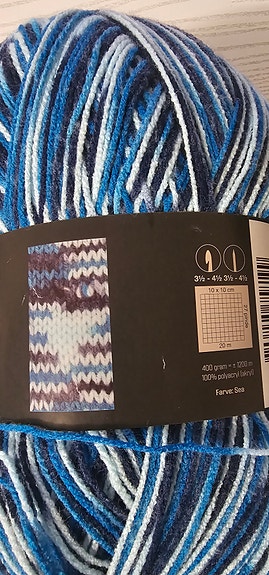 3½ - 4½ 3½ - 4½
10 x 10 cm
20 m
400 gram = ± 1200 m
100% polyacryl (akryl)
Farve: Sea